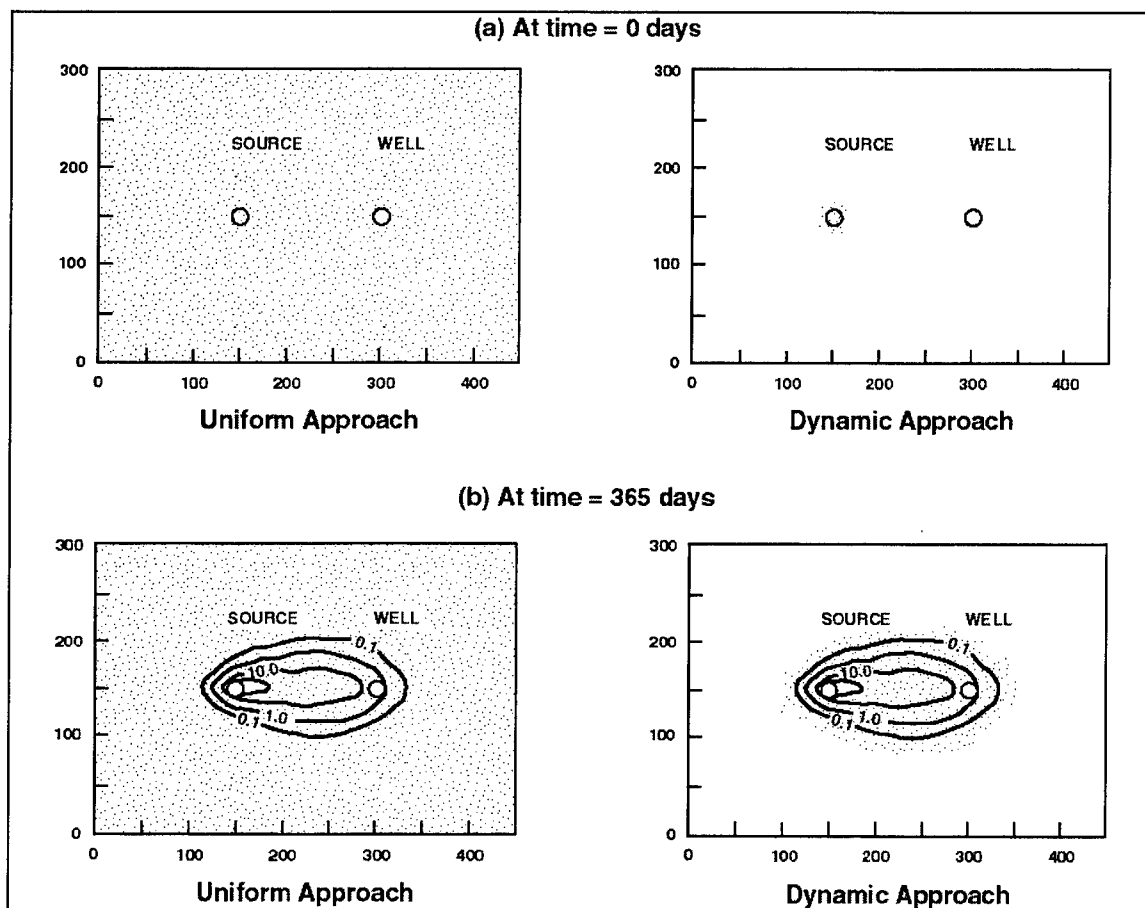 (a) At time = 0 days
300
200
100
0
SOURCE WELL
0 100 200 300 400
Uniform Approach
300
200
100
0
SOURCE WELL
100 200 300 400
Dynamic Approach
(b) At time = 365 days
300
200
100
0
SOURCE WELL
0.1
10.0
0.1 1.0
0 100 200 300 400
Uniform Approach
300
200
100
0
SOURCE WELL
0.1
10.0
0.1 1.0
0 100 200 300 400
Dynamic Approach